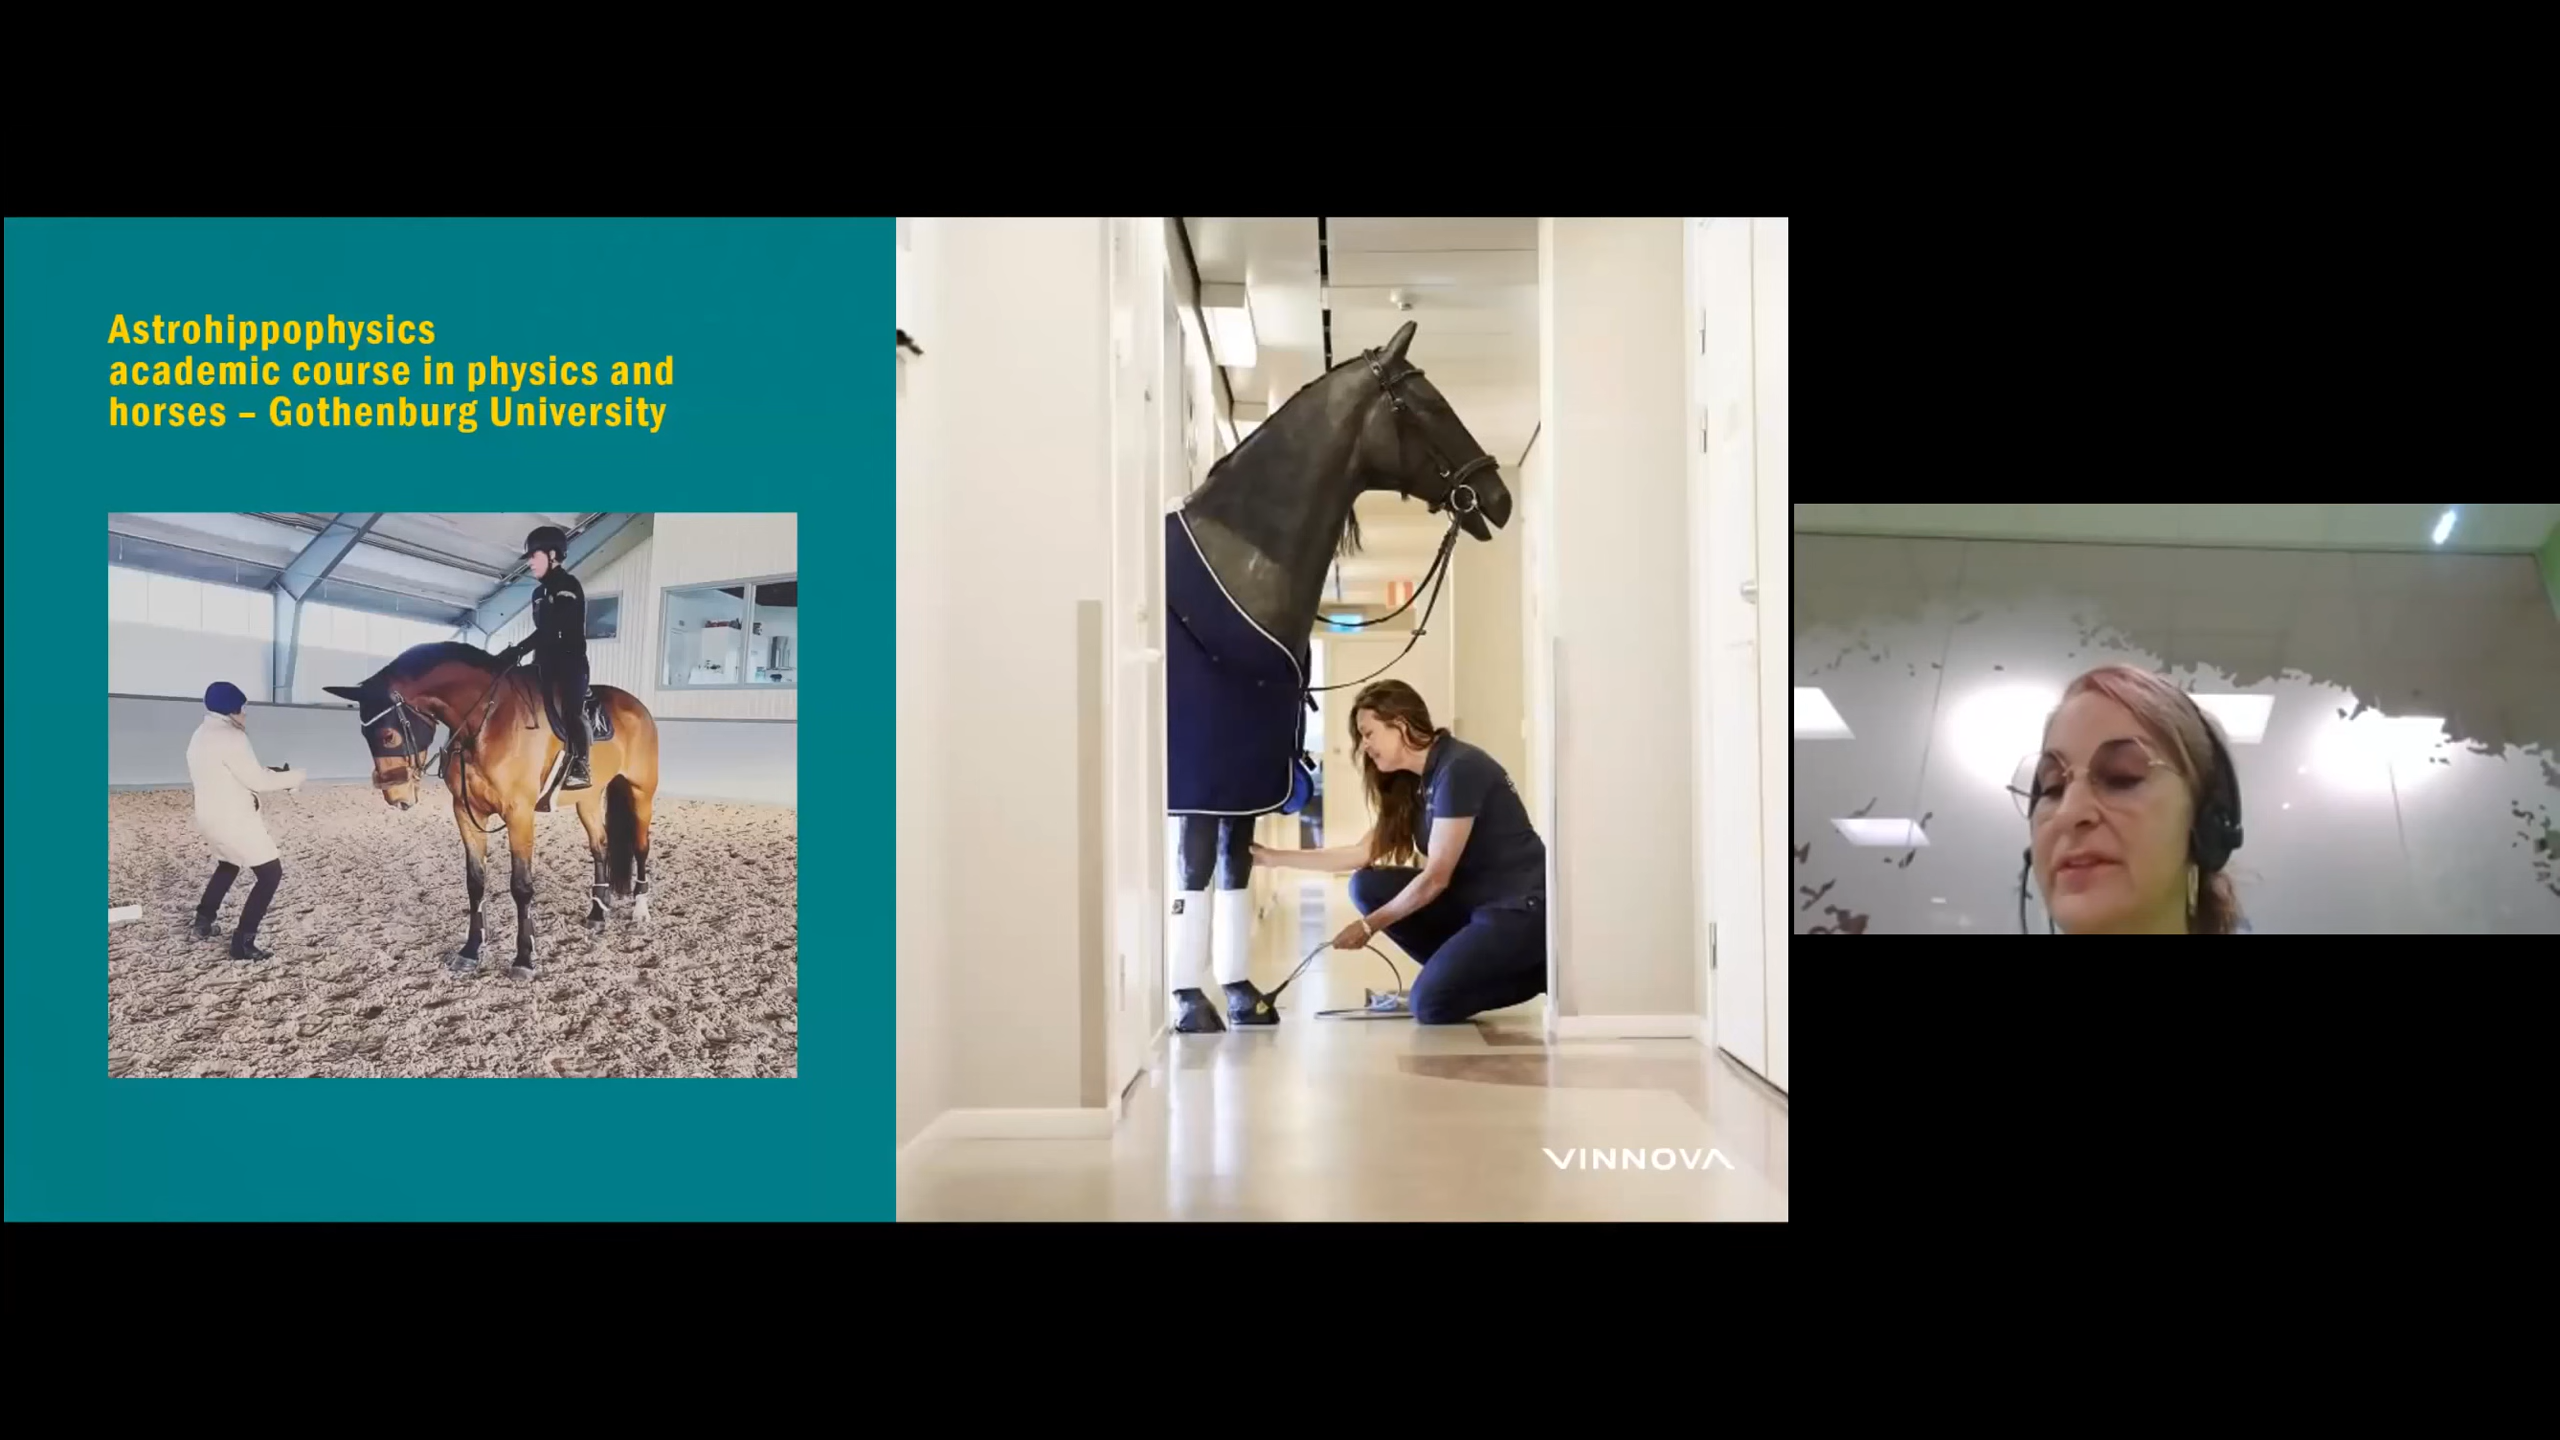 Astrohippophysics
academic course in physics and
horses – Gothenburg University
VINNOVA